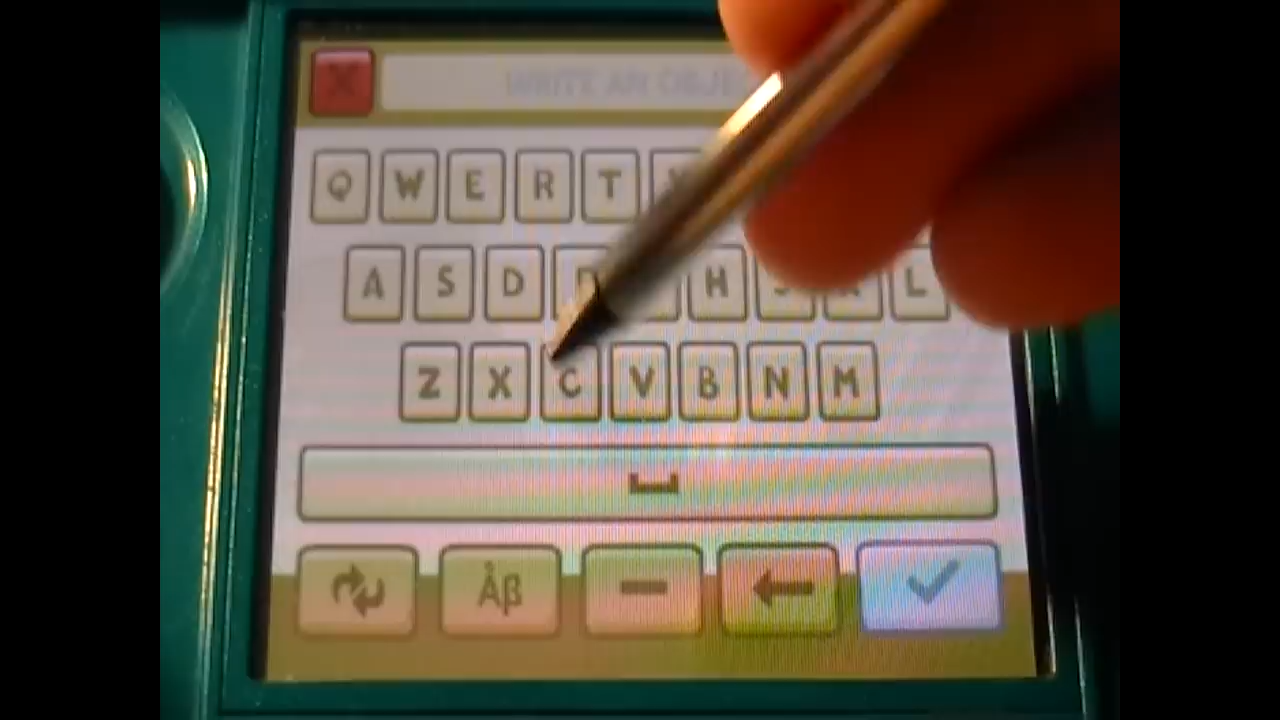 X WRITE AN OBJEC
Q W E R T Y
A S D F H J K L
Z X C V B N M
Åβ